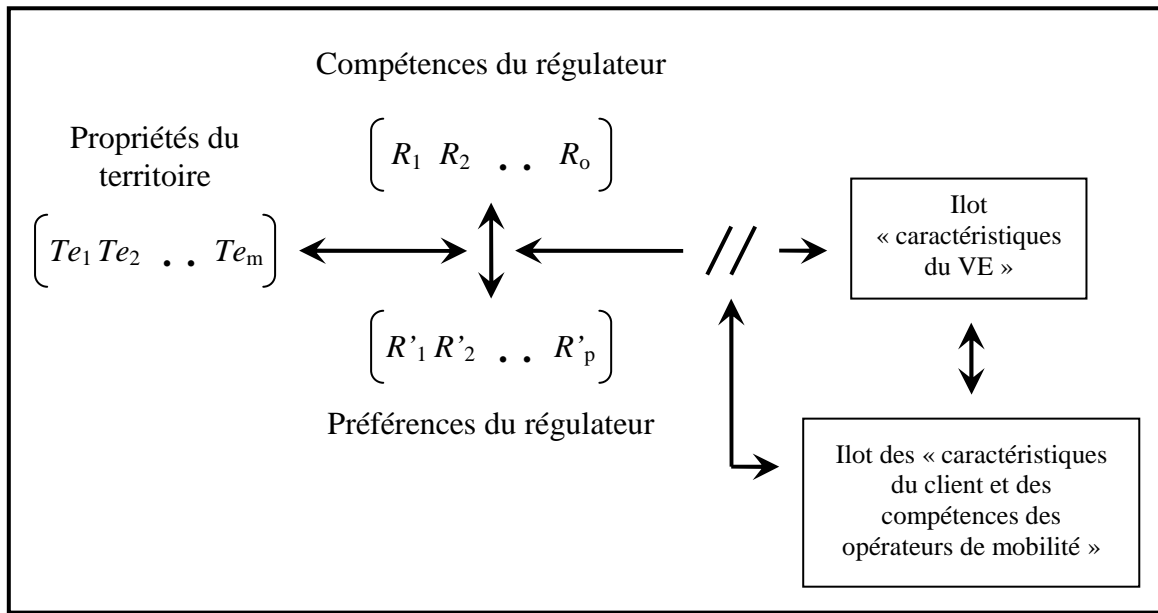 Compétences du régulateur
R1 R2 . . Ro
Propriétés du
territoire
Te1 Te2 . . Tem
R’1 R’2 . . R’p
Préférences du régulateur
//
Ilot
« caractéristiques
du VE »
Ilot des « caractéristiques
du client et des
compétences des
opérateurs de mobilité »